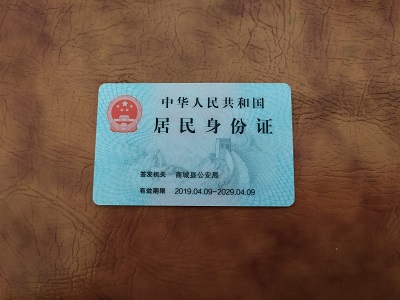 中华人民共和国
居民身份证
签发机关 商城县公安局
有效期限 2019.04.09-2029.04.09